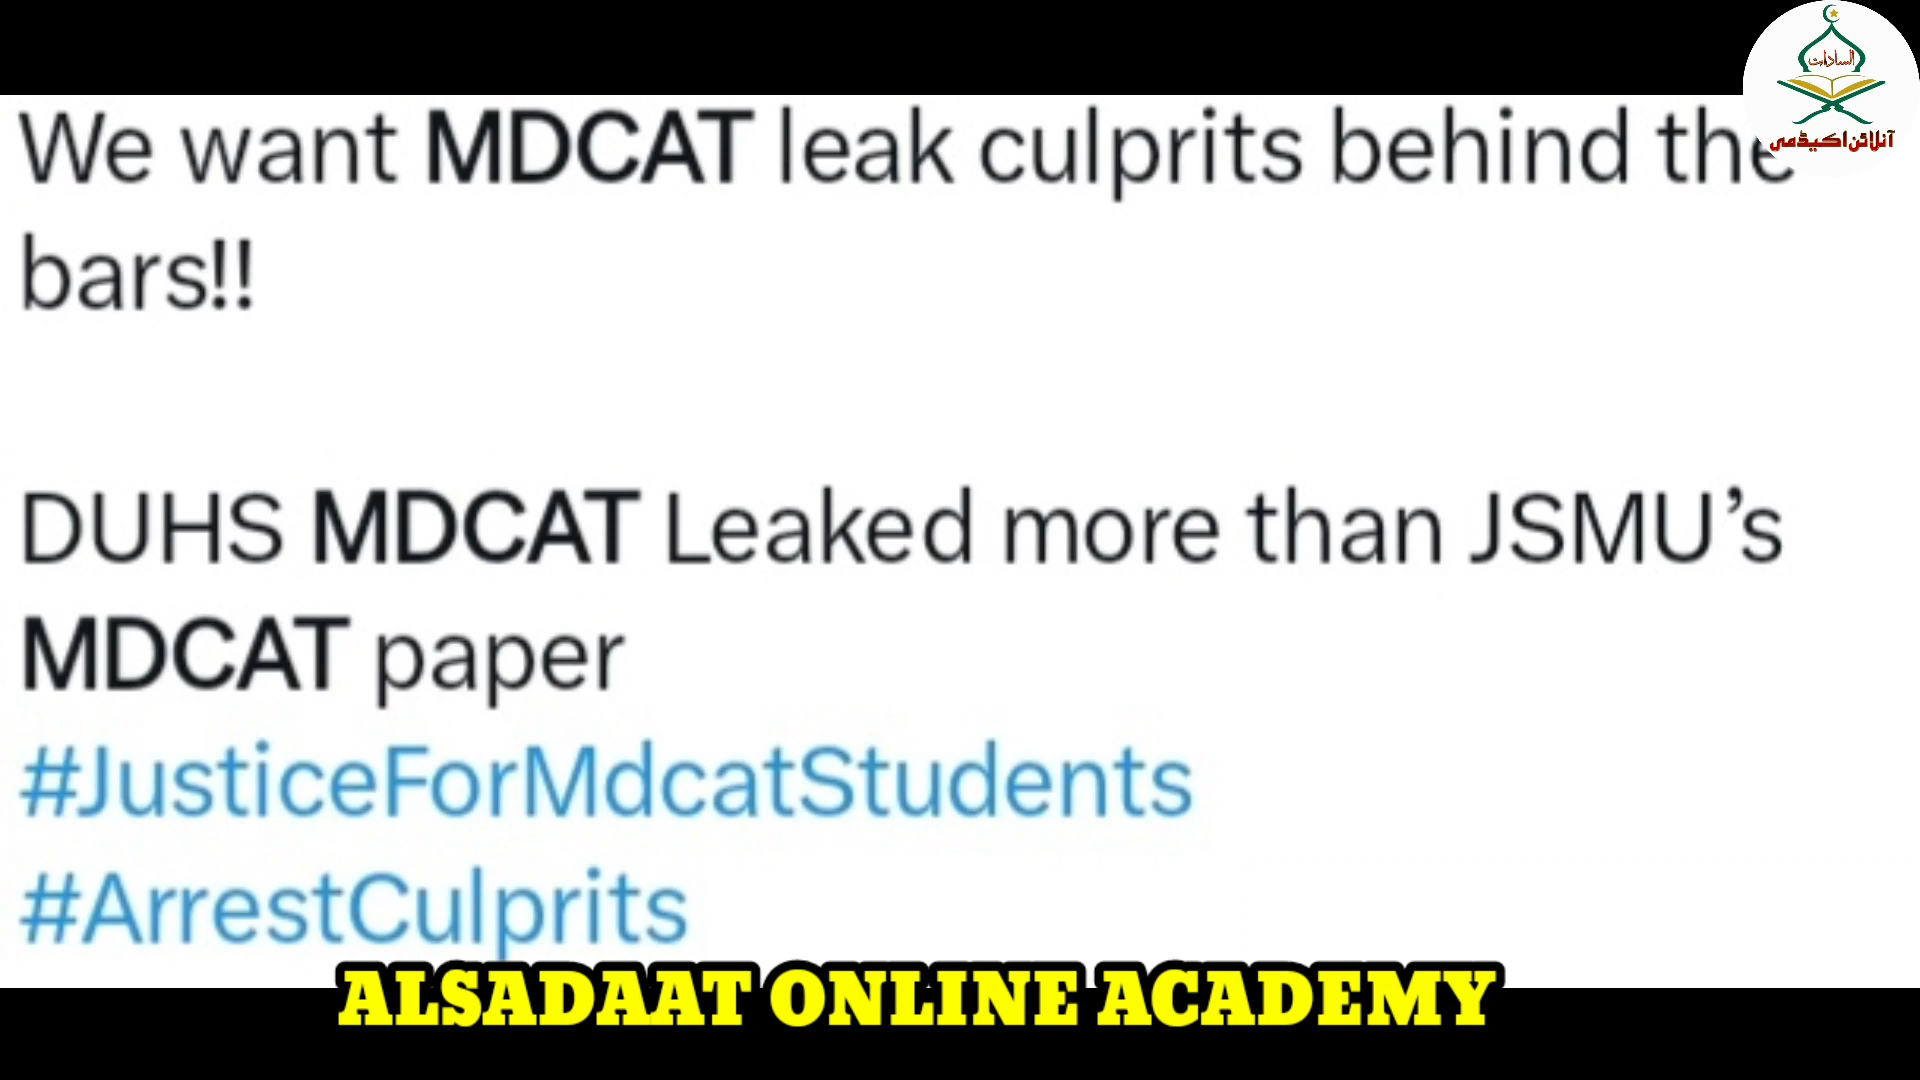 السادات
آنلائن اکیڈمی
We want MDCAT leak culprits behind the
bars!!
DUHS MDCAT Leaked more than JSMU’s
MDCAT paper
#JusticeForMdcatStudents
#ArrestCulprits
ALSADAAT ONLINE ACADEMY